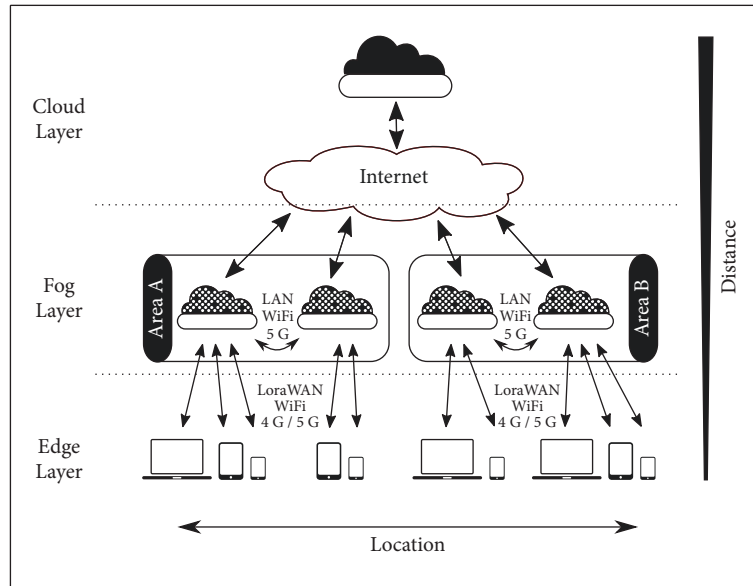 Cloud
Layer
Internet
Distance
Fog
Layer
Area A
LAN
WiFi
5 G
LAN
WiFi
5 G
Area B
LoraWAN
WiFi
4 G / 5 G
LoraWAN
WiFi
4 G / 5 G
Edge
Layer
Location